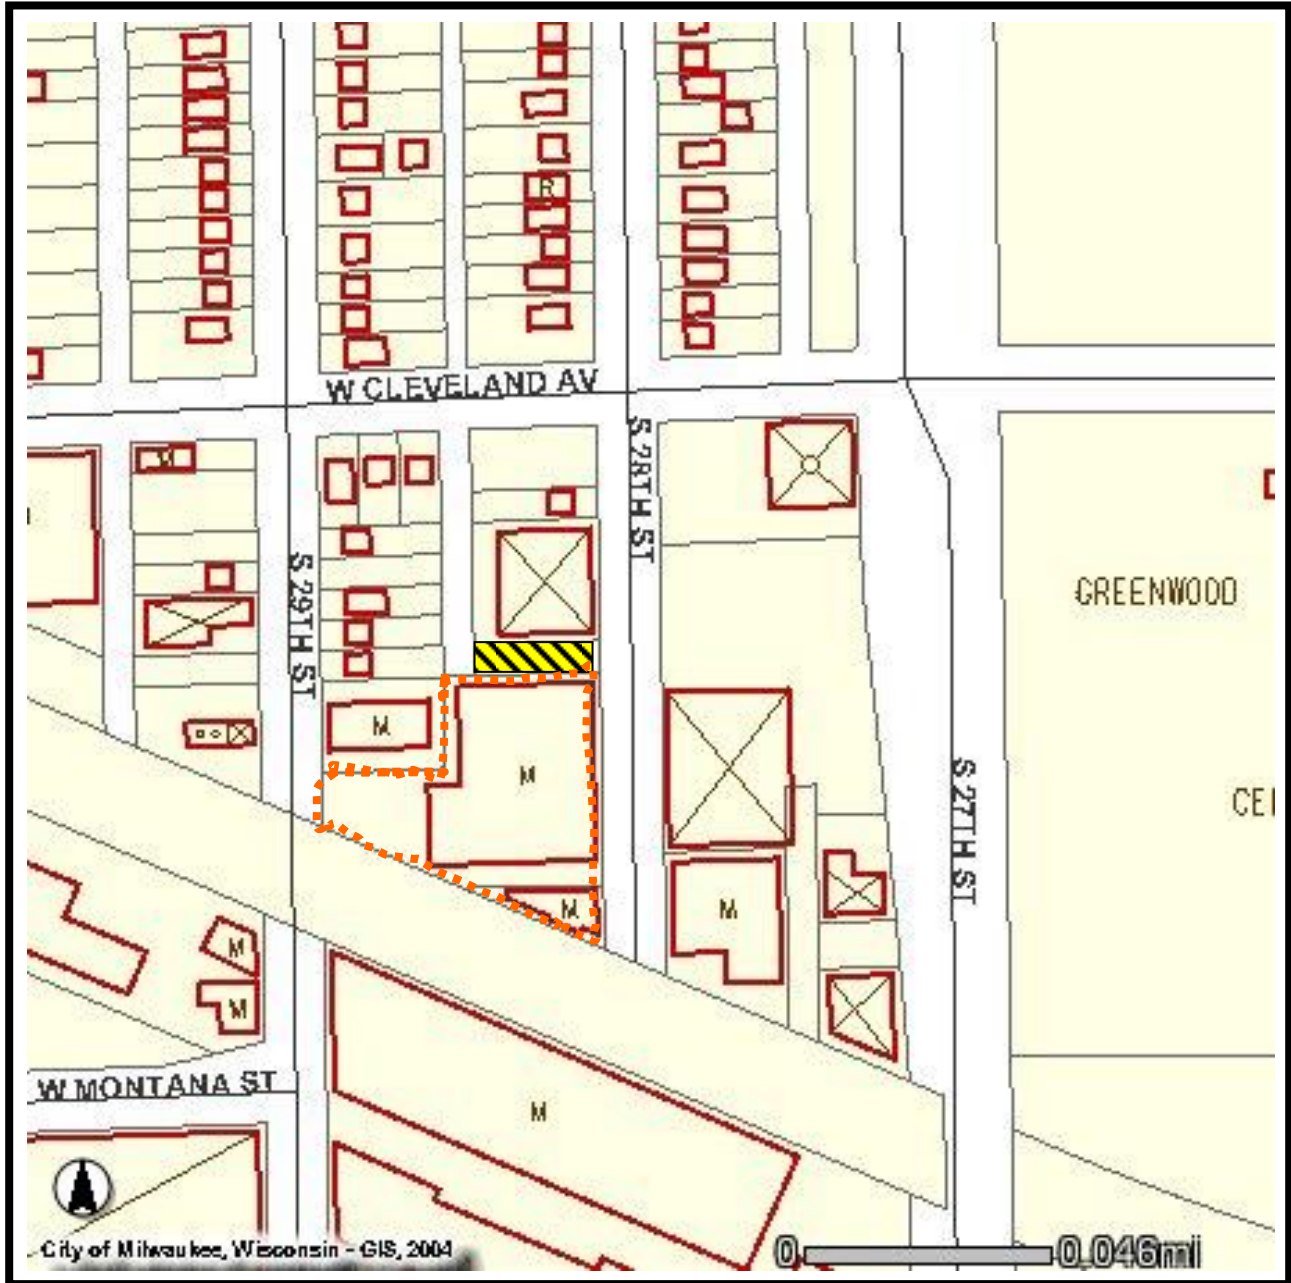 R
W CLEVELAND AV
S 28TH ST
M
S 29TH ST
GREENWOOD
M
M
S 27TH ST
M
M
M
M
W MONTANA ST
M
City of Milwaukee, Wisconsin - GIS, 2004
0 0.046mi